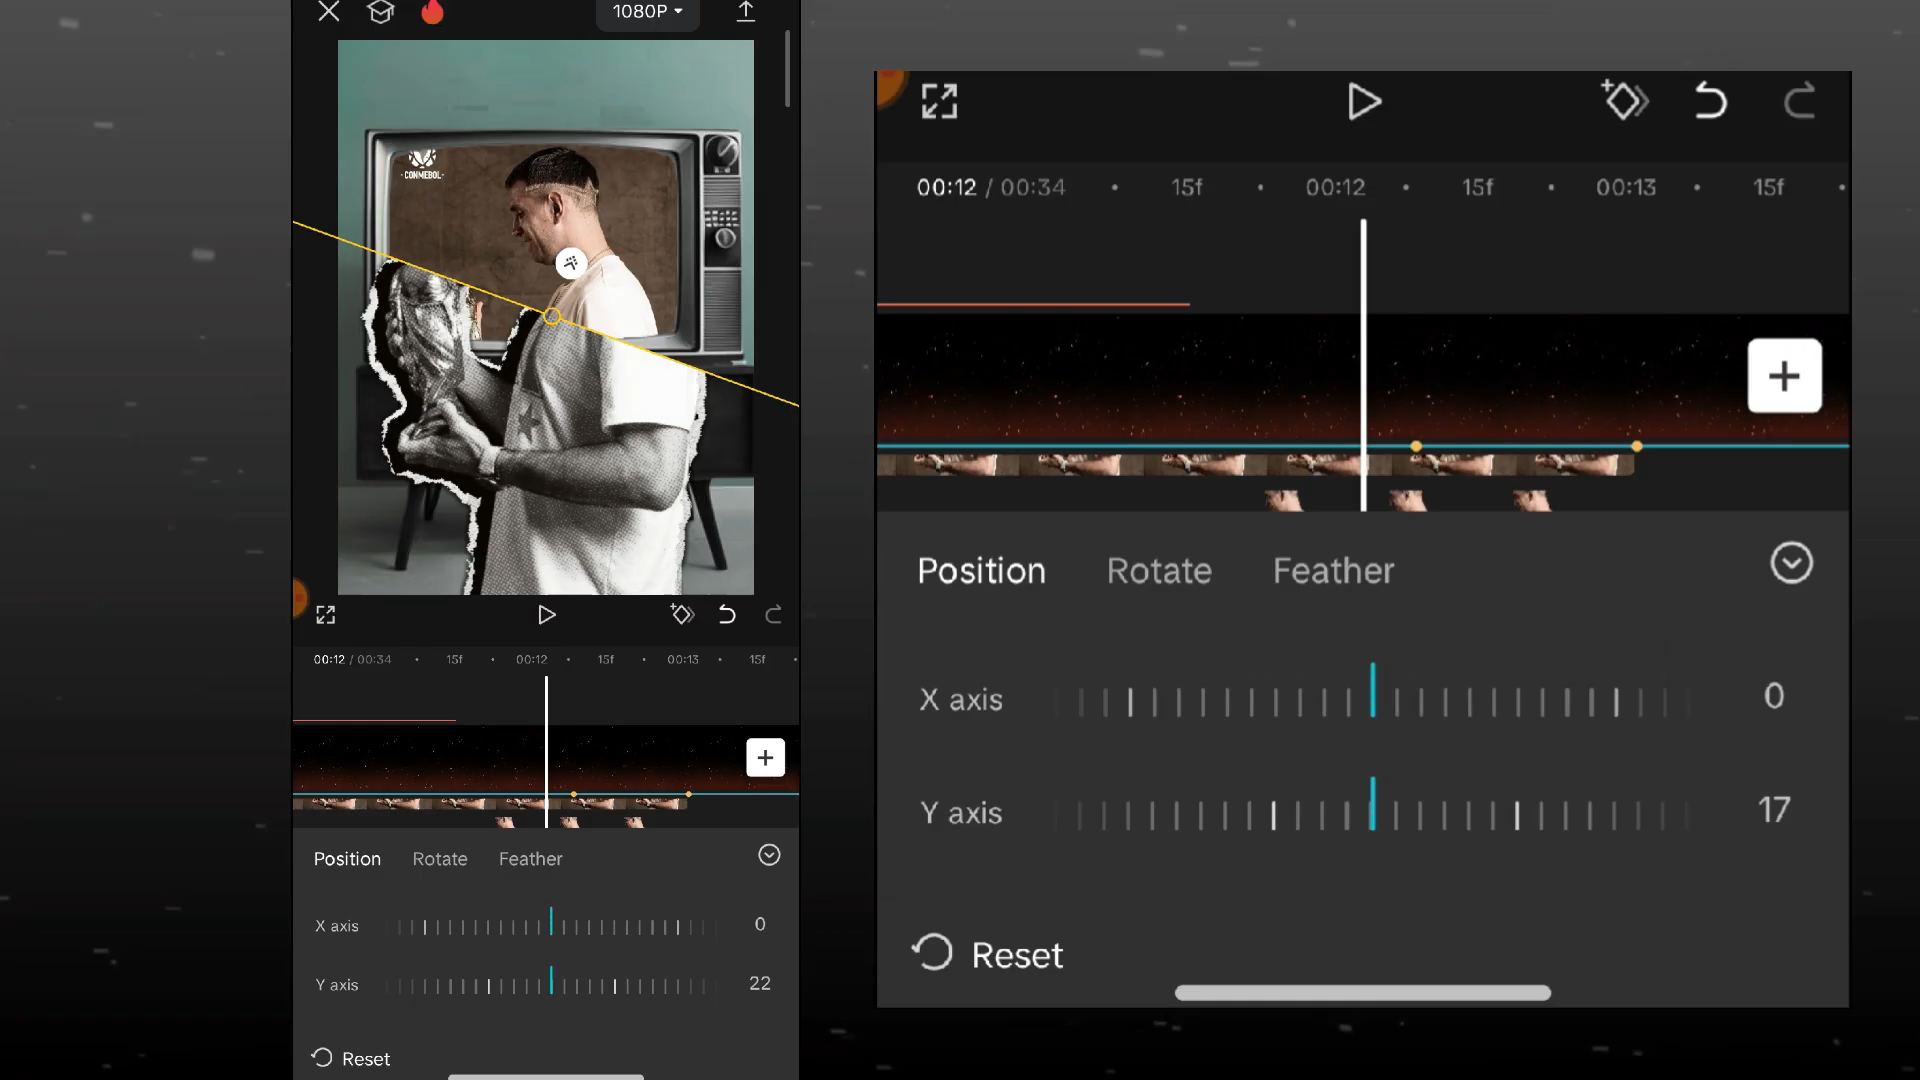 1080P
- CONMEBOL -
00:12 / 00:34 15f 00:12 15f 00:13 15f
Position Rotate Feather
X axis 0
Y axis 22
Reset
00:12 / 00:34 15f 00:12 15f 00:13 15f
Position Rotate Feather
X axis 0
Y axis 17
Reset